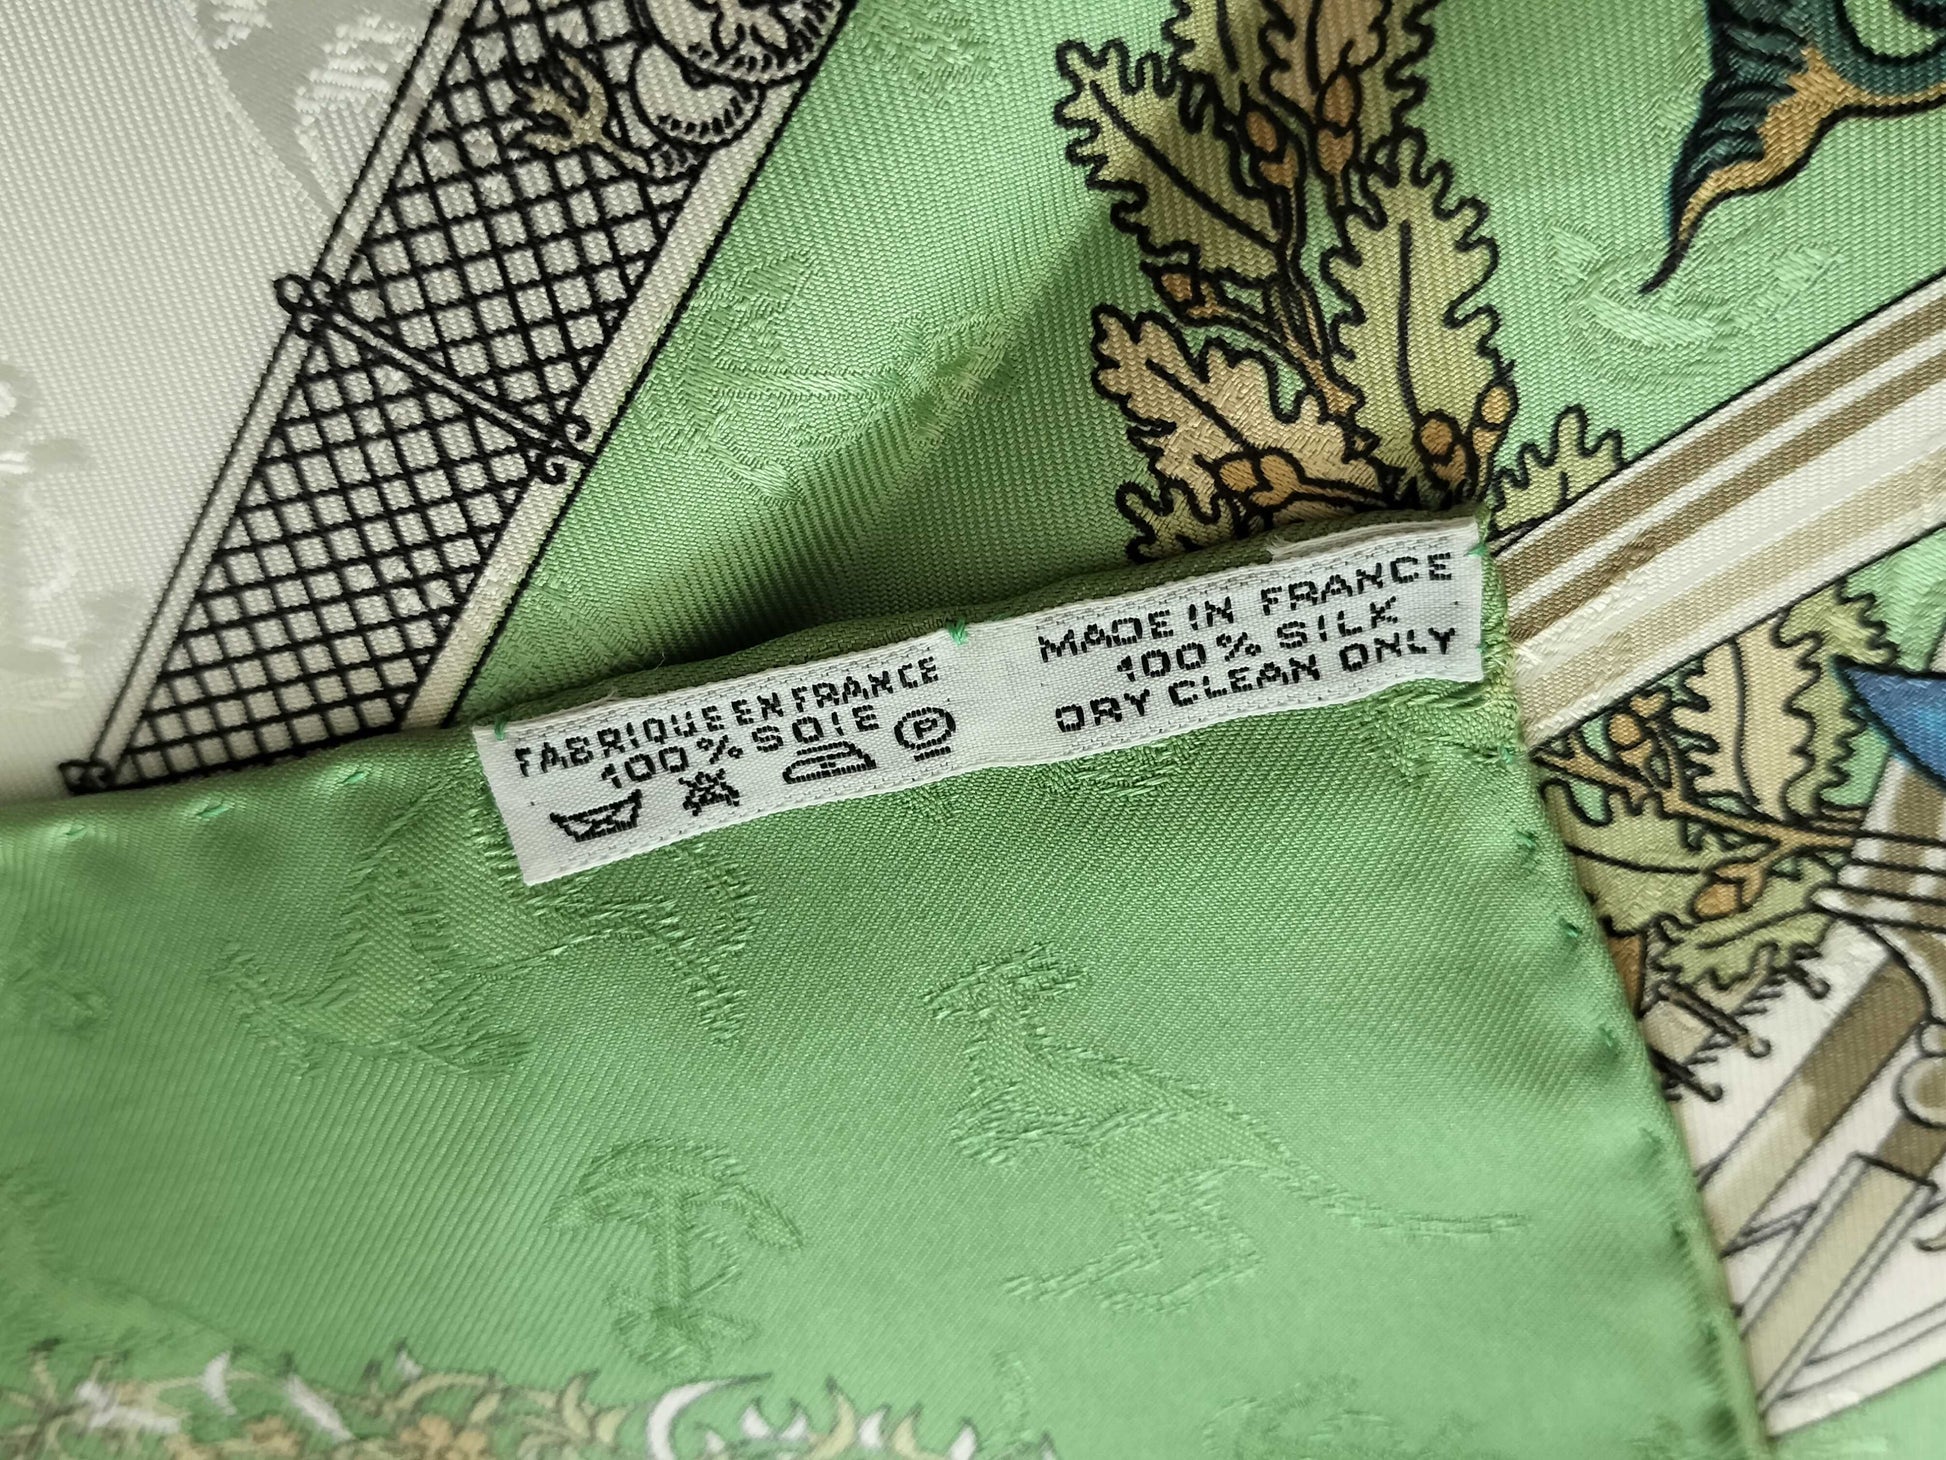 FABRIQUE EN FRANCE
100% SOIE
P
MADE IN FRANCE
100% SILK
DRY CLEAN ONLY